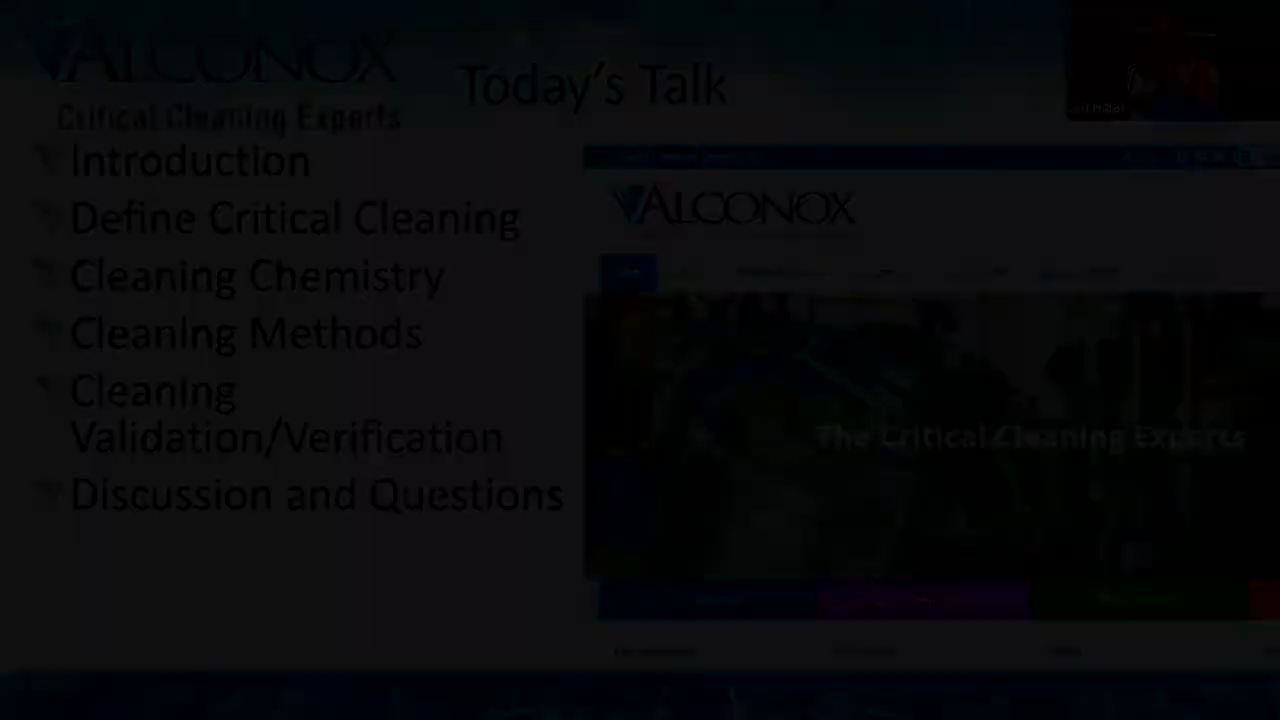 ALCONOX
Critical Cleaning Experts
Today's Talk
Introduction
Define Critical Cleaning
Cleaning Chemistry
Cleaning Methods
Cleaning
Validation/Verification
Discussion and Questions
ALCONOX
The Critical Cleaning Experts